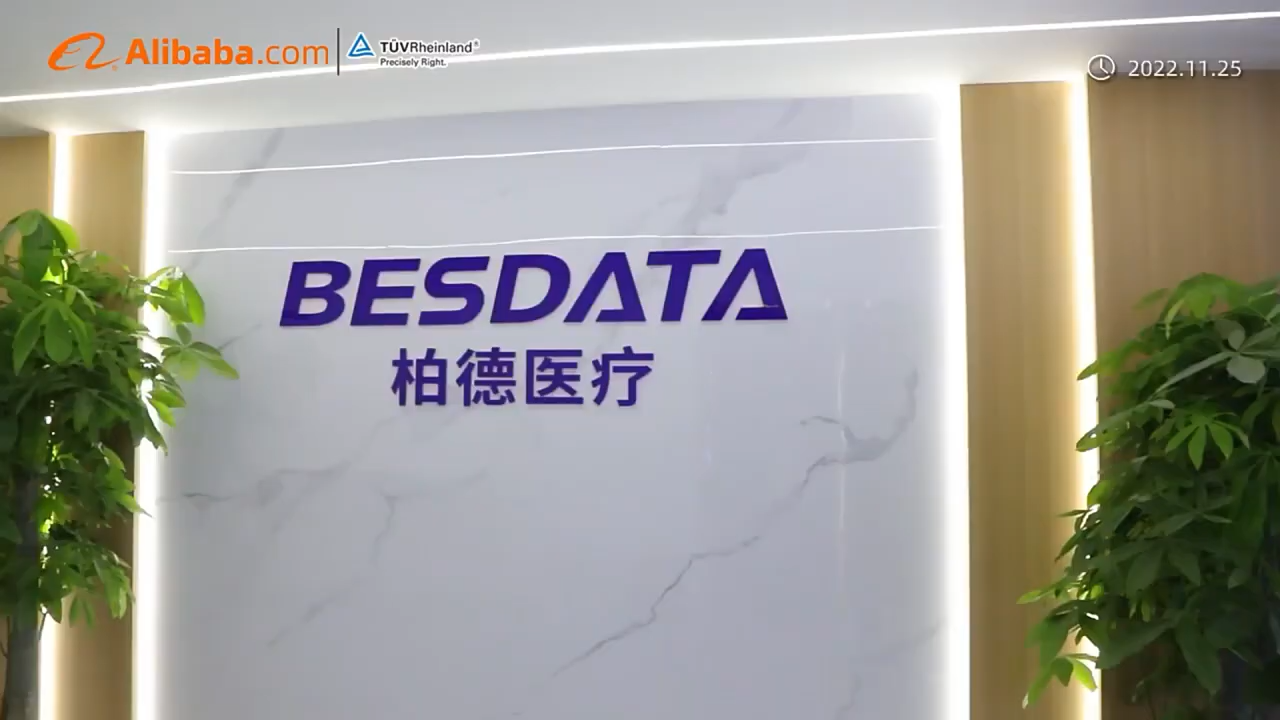 Alibaba.com
TÜVRheinland®
Precisely Right.
2022.11.25
BESDATA
柏德医疗